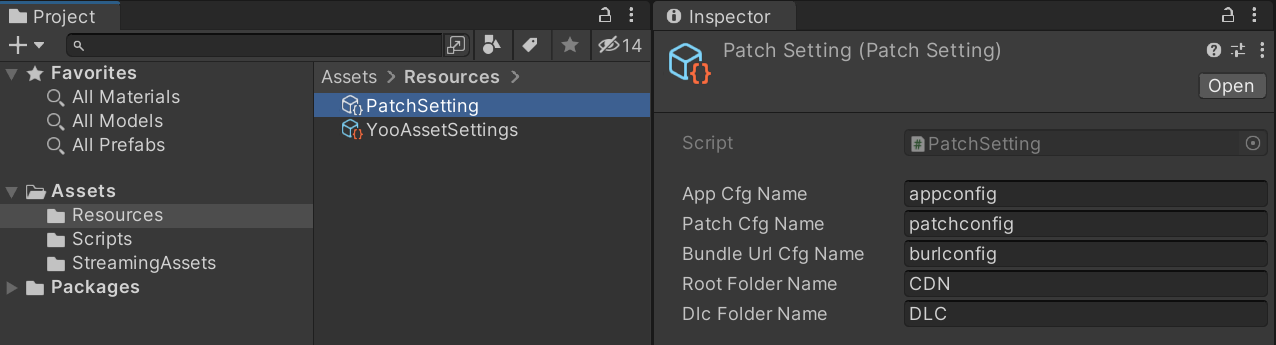 Project
14
Favorites
All Materials
All Models
All Prefabs
Assets
Resources
Scripts
StreamingAssets
Packages
Assets > Resources >
PatchSetting
YooAssetSettings
Inspector
Patch Setting (Patch Setting)
Open
Script PatchSetting
App Cfg Name appconfig
Patch Cfg Name patchconfig
Bundle Url Cfg Name burlconfig
Root Folder Name CDN
Dlc Folder Name DLC